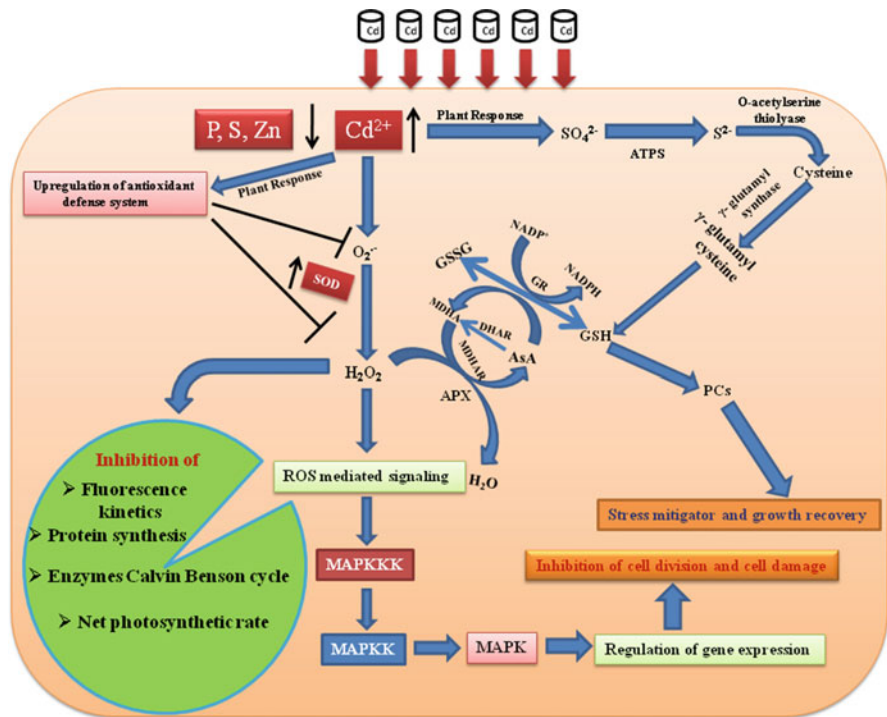 Cd Cd Cd Cd Cd Cd
P, S, Zn
Cd²⁺
Plant Response
SO₄²⁻
ATPS
S²⁻
O-acetylserine
thiolyase
Cysteine
γ- glutamyl
synthase
γ- glutamyl
cysteine
Plant Response
Upregulation of antioxidant
defense system
O₂·⁻
SOD
NADP⁺
GSSG
GR
NADPH
MDHA
DHAR
MDHAR
AsA
GSH
H₂O₂
APX
PCs
H₂O
Inhibition of
➢ Fluorescence
kinetics
➢ Protein synthesis
➢ Enzymes Calvin Benson cycle
➢ Net photosynthetic rate
ROS mediated signaling
Stress mitigator and growth recovery
MAPKKK
Inhibition of cell division and cell damage
MAPKK
MAPK
Regulation of gene expression